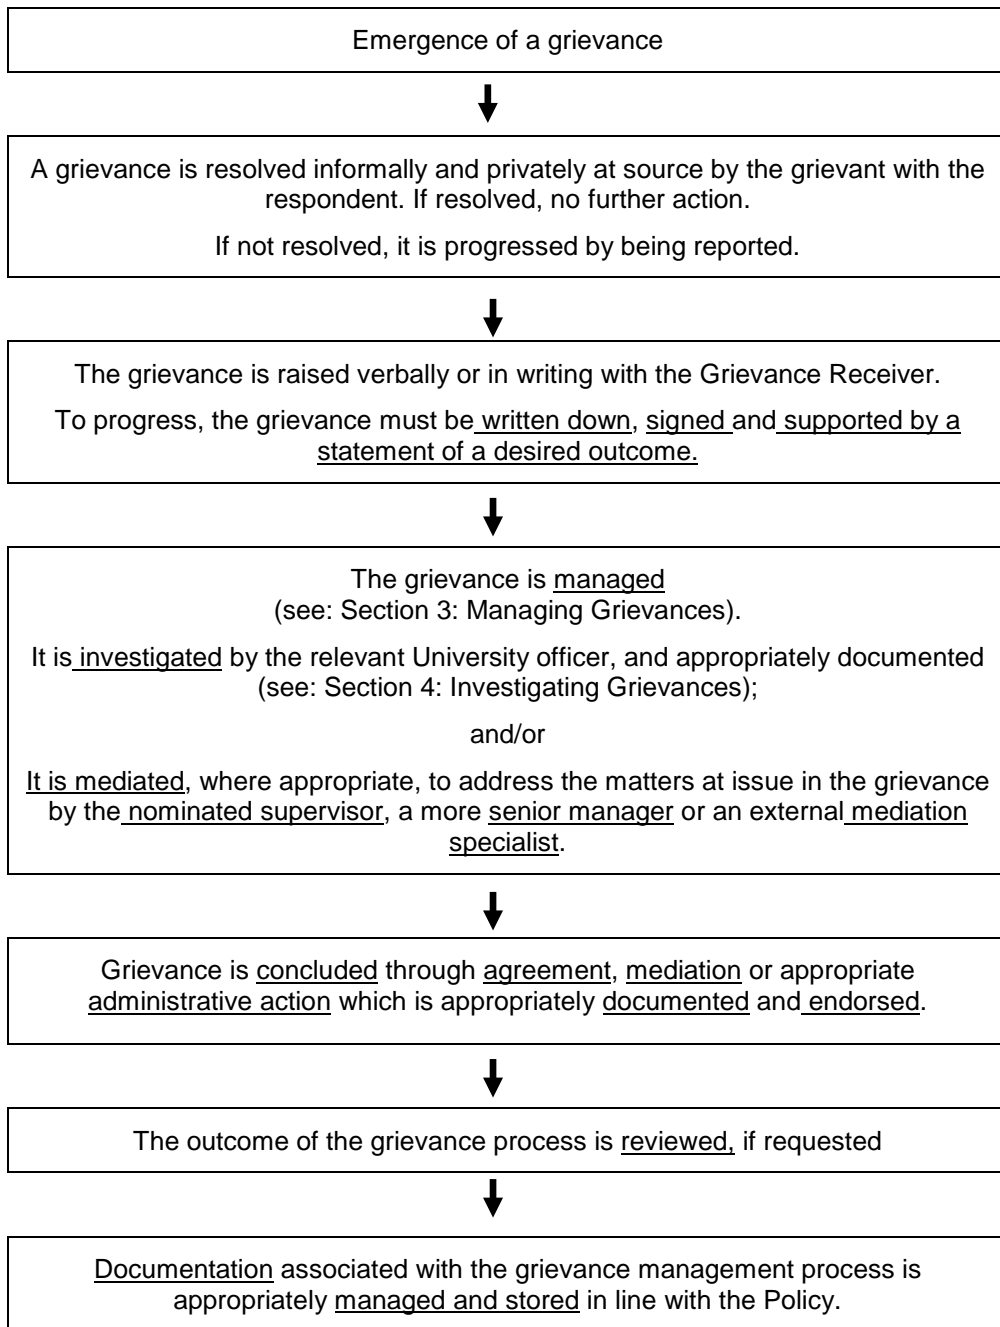 Emergence of a grievance
A grievance is resolved informally and privately at source by the grievant with the
respondent. If resolved, no further action.
If not resolved, it is progressed by being reported.
The grievance is raised verbally or in writing with the Grievance Receiver.
To progress, the grievance must be written down, signed and supported by a
statement of a desired outcome.
The grievance is managed
(see: Section 3: Managing Grievances).
It is investigated by the relevant University officer, and appropriately documented
(see: Section 4: Investigating Grievances);
and/or
It is mediated, where appropriate, to address the matters at issue in the grievance
by the nominated supervisor, a more senior manager or an external mediation
specialist.
Grievance is concluded through agreement, mediation or appropriate
administrative action which is appropriately documented and endorsed.
The outcome of the grievance process is reviewed, if requested
Documentation associated with the grievance management process is
appropriately managed and stored in line with the Policy.